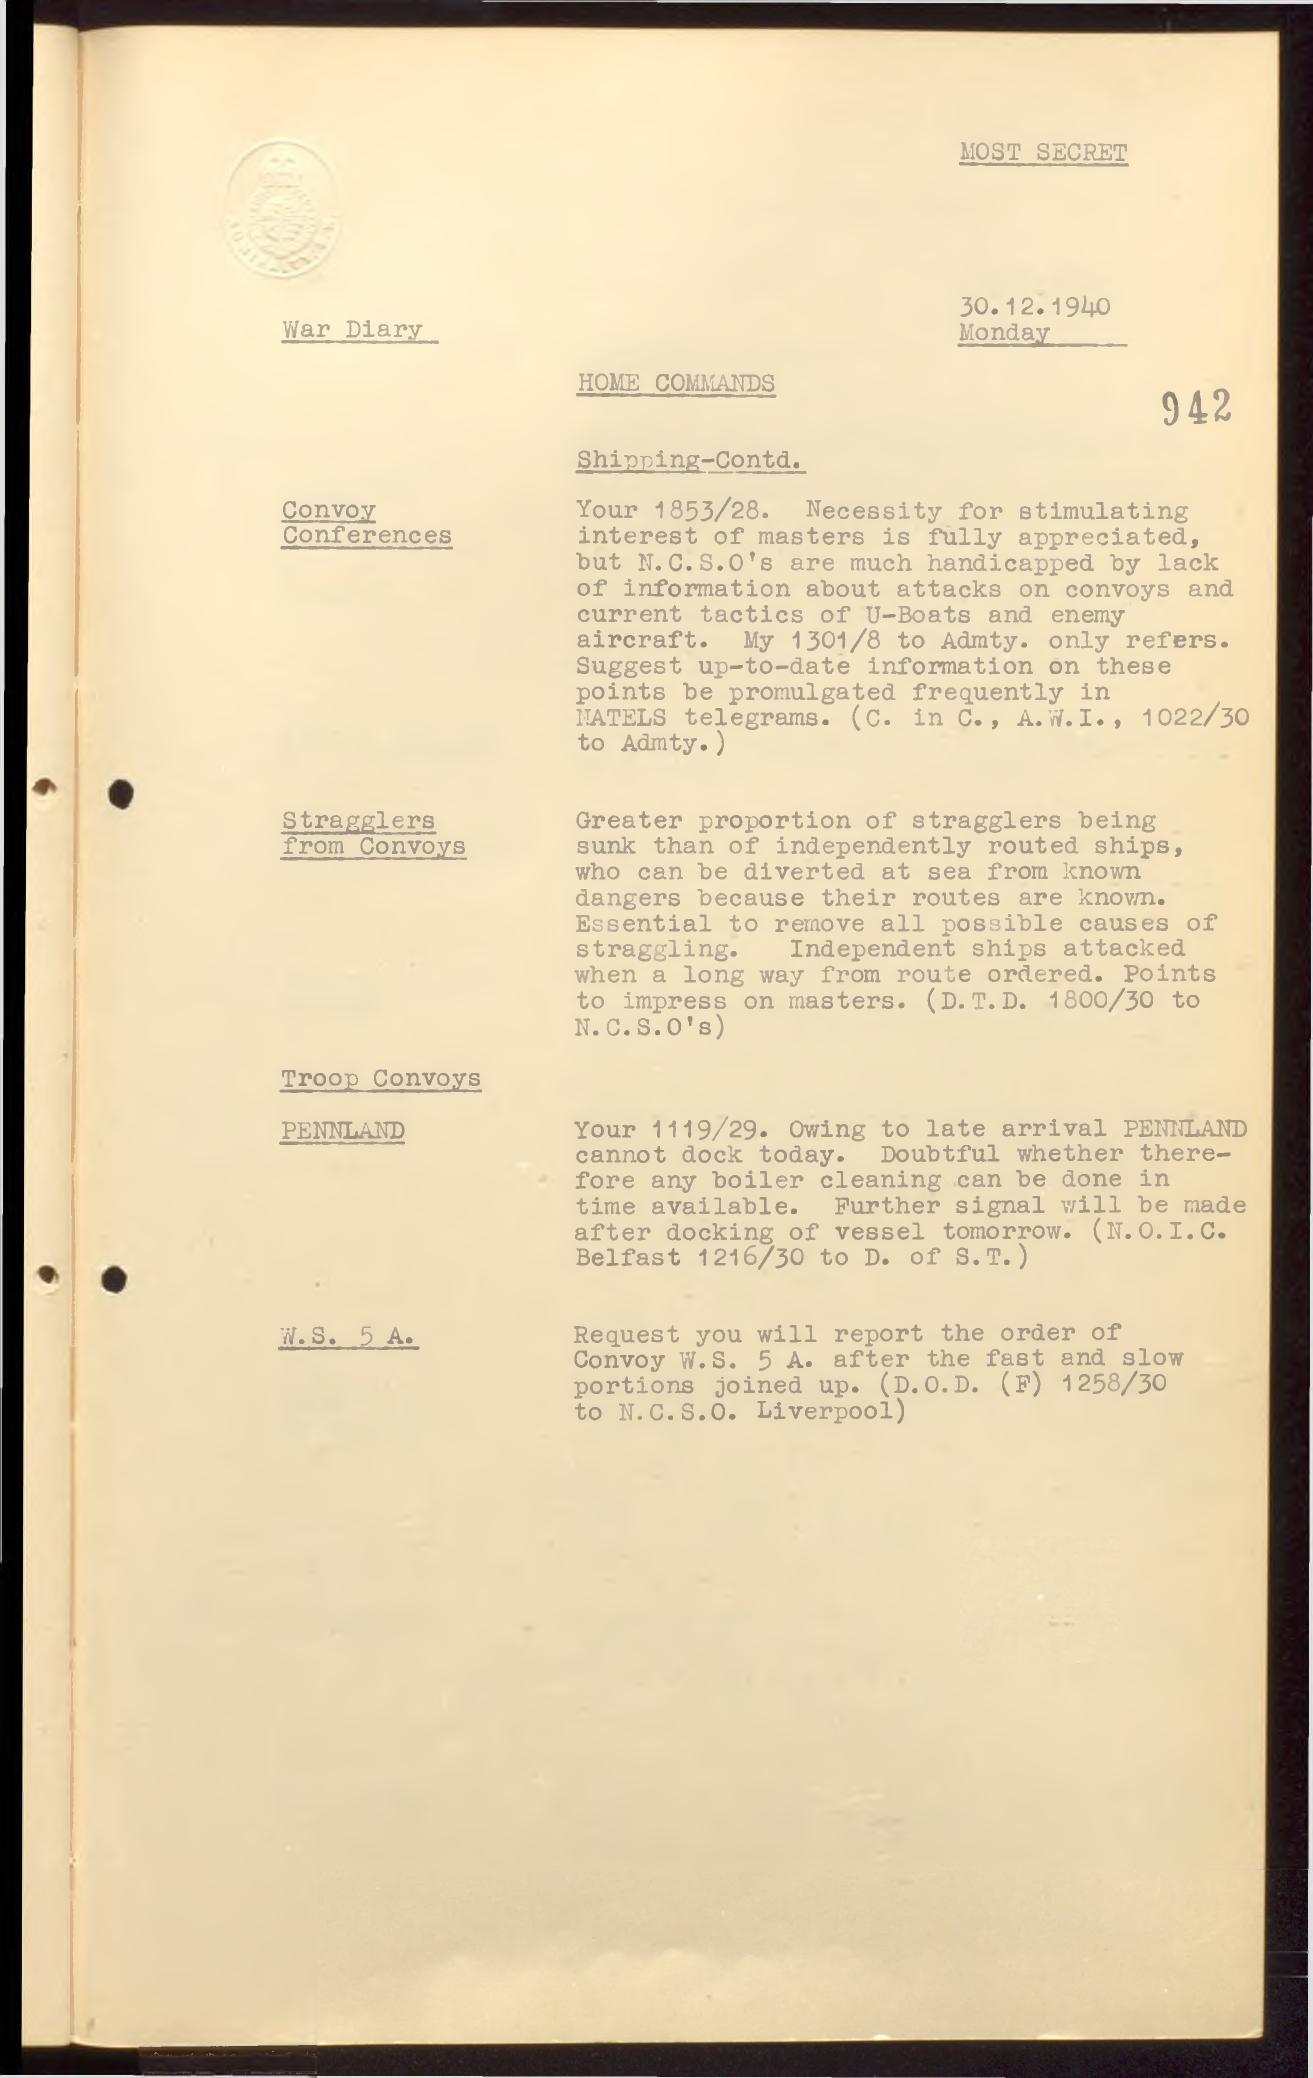 MOST SECRET
30.12.1940
War Diary
Monday
HOME COMMANDS
942
Shipping-Contd.
Convoy
Conferences
Your 1853/28. Necessity for stimulating
interest of masters is fully appreciated,
but N.C.S.O's are much handicapped by lack
of information about attacks on convoys and
current tactics of U-Boats and enemy
aircraft. My 1301/8 to Admty. only refers.
Suggest up-to-date information on these
points be promulgated frequently in
NATELS telegrams. (C. in C., A.W.I., 1022/30
to Admty.)
Stragglers
from Convoys
Greater proportion of stragglers being
sunk than of independently routed ships,
who can be diverted at sea from known
dangers because their routes are known.
Essential to remove all possible causes of
straggling. Independent ships attacked
when a long way from route ordered. Points
to impress on masters. (D.T.D. 1800/30 to
N.C.S.O's)
Troop Convoys
PENNLAND
Your 1119/29. Owing to late arrival PENNLAND
cannot dock today. Doubtful whether there-
fore any boiler cleaning can be done in
time available. Further signal will be made
after docking of vessel tomorrow. (N.O.I.C.
Belfast 1216/30 to D. of S.T.)
W.S. 5 A.
Request you will report the order of
Convoy W.S. 5 A. after the fast and slow
portions joined up. (D.O.D. (F) 1258/30
to N.C.S.O. Liverpool)